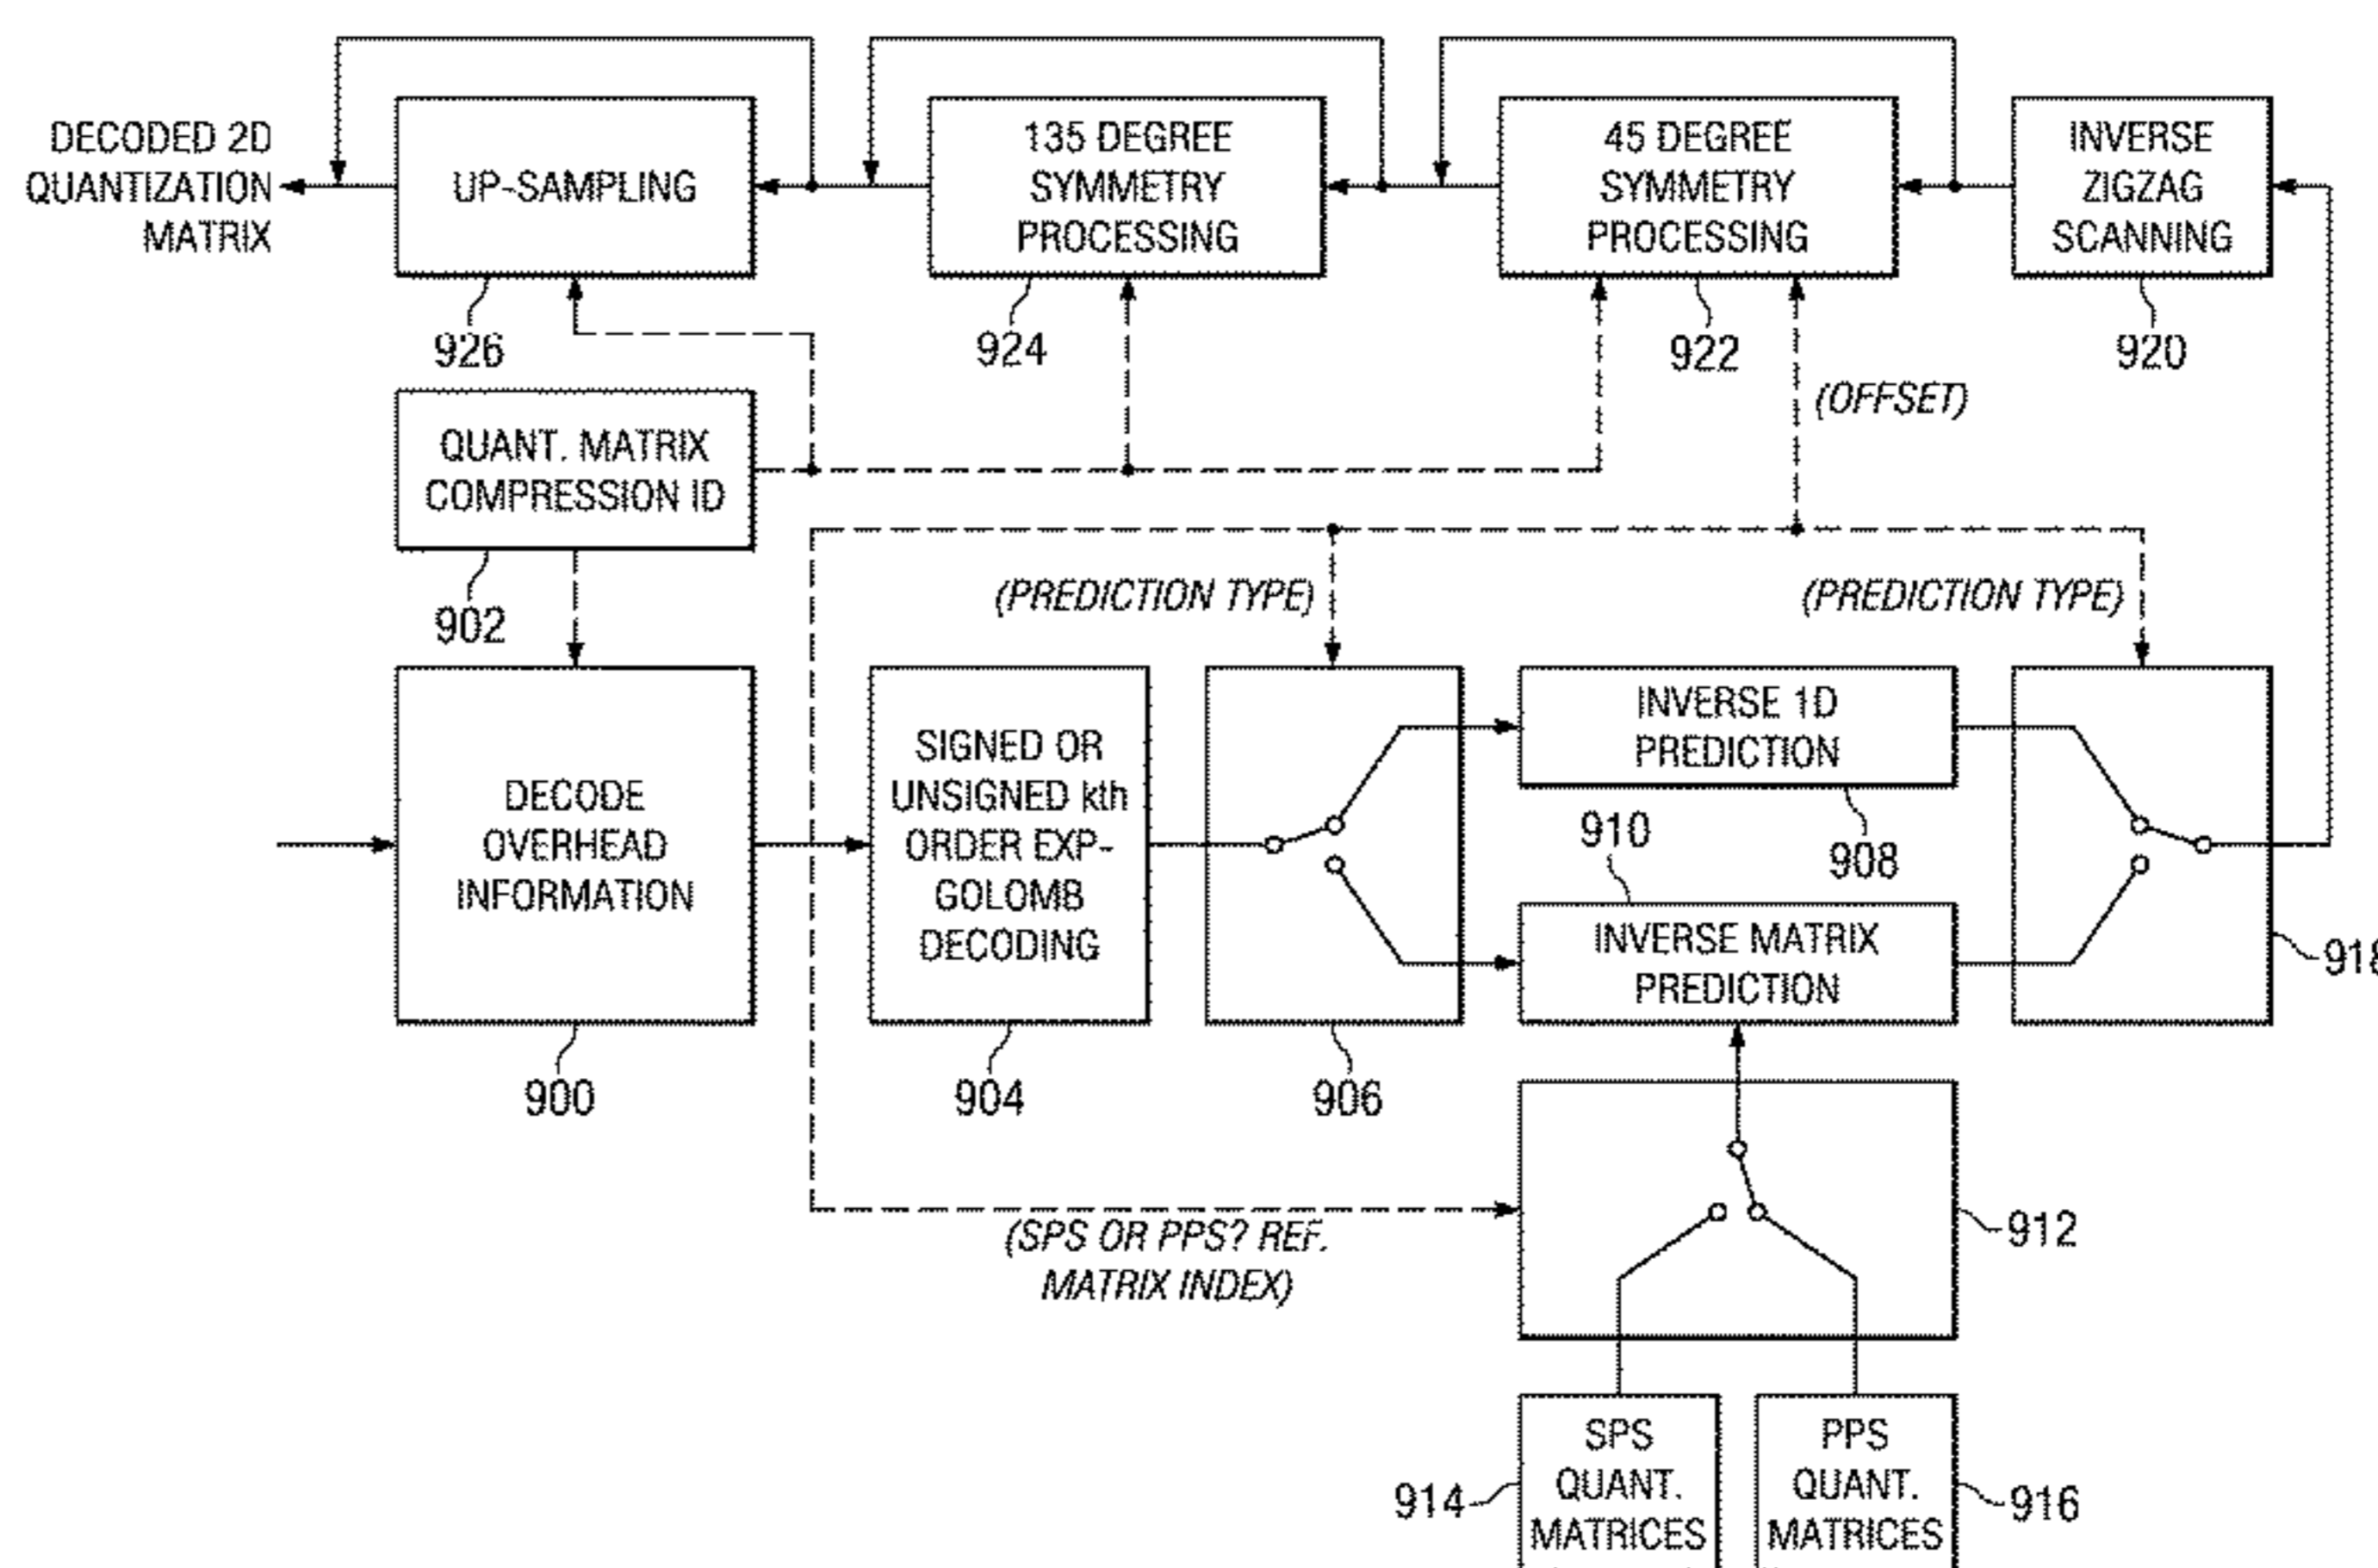 DECODED 2D
QUANTIZATION
MATRIX
UP-SAMPLING
926
135 DEGREE
SYMMETRY
PROCESSING
924
45 DEGREE
SYMMETRY
PROCESSING
922
INVERSE
ZIGZAG
SCANNING
920
(OFFSET)
QUANT. MATRIX
COMPRESSION ID
902
(PREDICTION TYPE)
(PREDICTION TYPE)
DECODE
OVERHEAD
INFORMATION
900
SIGNED OR
UNSIGNED kth
ORDER EXP-
GOLOMB
DECODING
904
906
INVERSE 1D
PREDICTION
908
910
INVERSE MATRIX
PREDICTION
918
(SPS OR PPS? REF.
MATRIX INDEX)
912
SPS
QUANT.
MATRICES
914
PPS
QUANT.
MATRICES
916